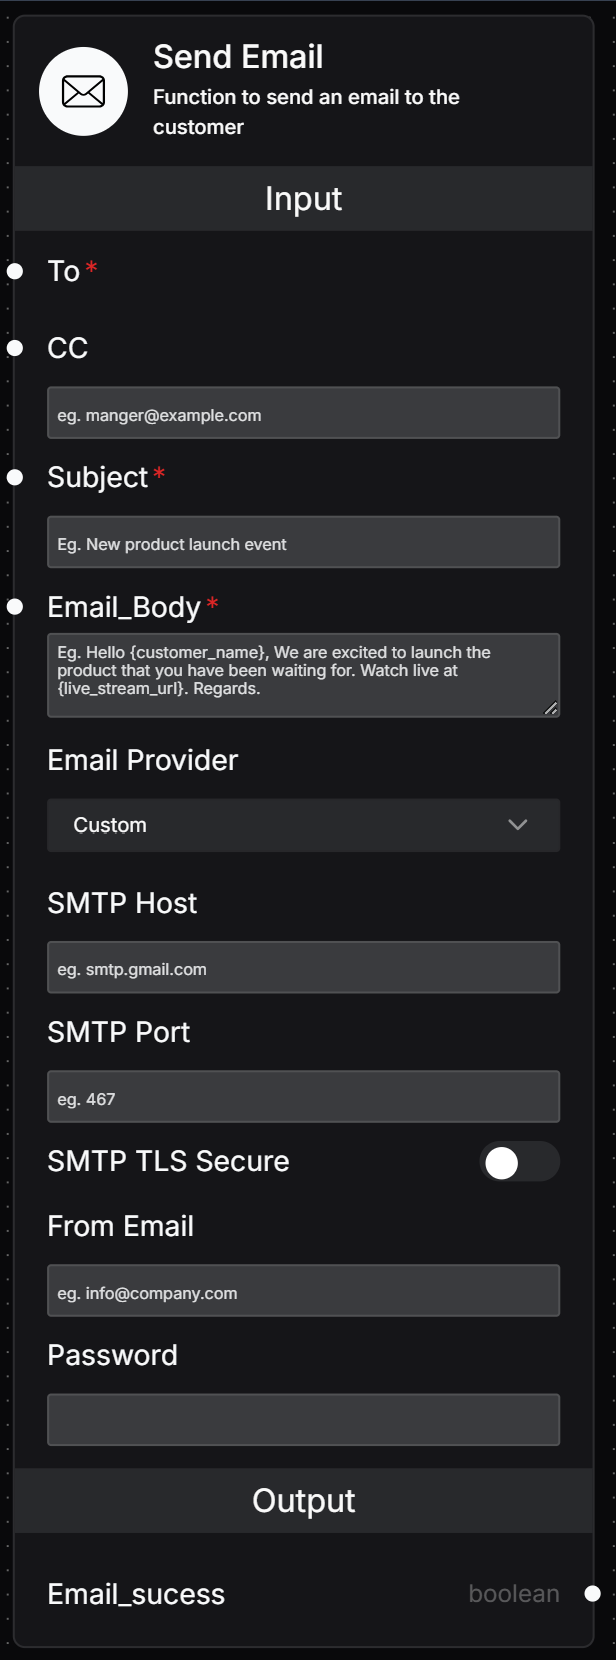 Send Email
Function to send an email to the
customer
Input
To *
CC
eg. manger@example.com
Subject *
Eg. New product launch event
Email_Body *
Eg. Hello {customer_name}, We are excited to launch the
product that you have been waiting for. Watch live at
{live_stream_url}. Regards.
Email Provider
Custom
SMTP Host
eg. smtp.gmail.com
SMTP Port
eg. 467
SMTP TLS Secure
From Email
eg. info@company.com
Password
Output
Email_sucess boolean